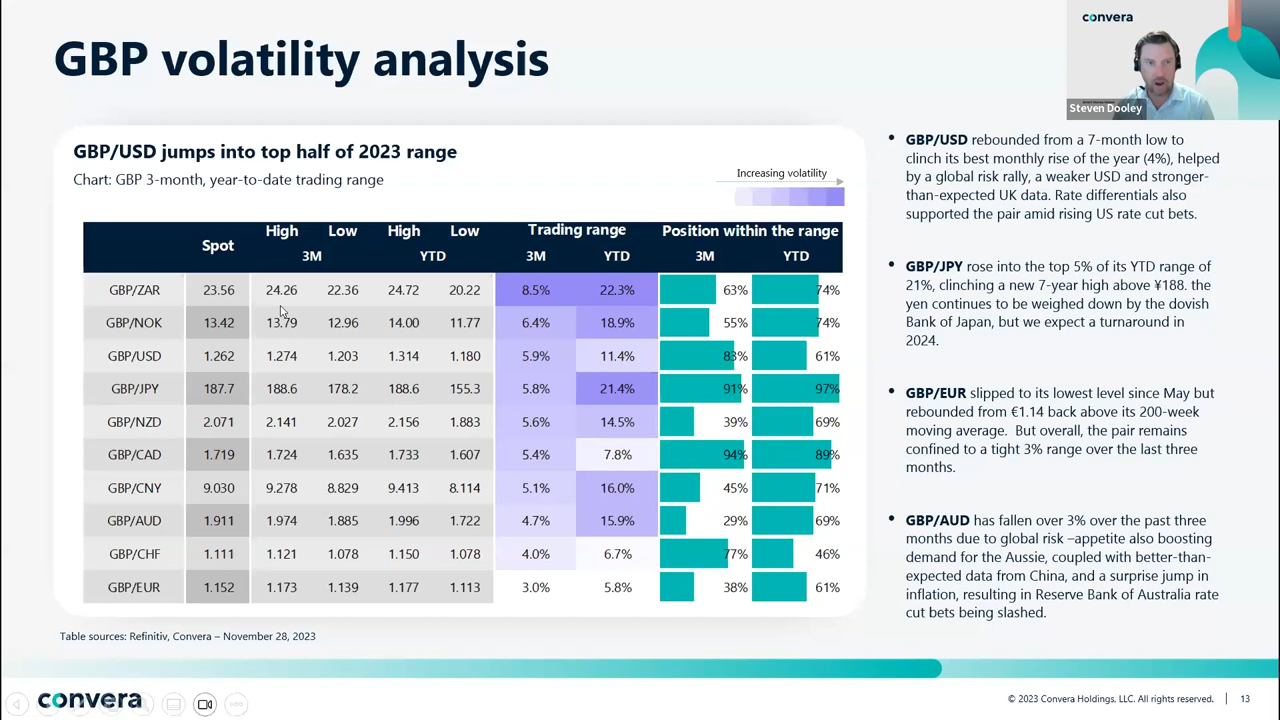 GBP volatility analysis
convera
Steven Dooley
GBP/USD jumps into top half of 2023 range
Chart: GBP 3-month, year-to-date trading range
Increasing volatility
Spot High Low High Low Trading range Position within the range
3M YTD 3M YTD 3M YTD
GBP/ZAR 23.56 24.26 22.36 24.72 20.22 8.5% 22.3% 63% 74%
GBP/NOK 13.42 13.79 12.96 14.00 11.77 6.4% 18.9% 55% 74%
GBP/USD 1.262 1.274 1.203 1.314 1.180 5.9% 11.4% 83% 61%
GBP/JPY 187.7 188.6 178.2 188.6 155.3 5.8% 21.4% 91% 97%
GBP/NZD 2.071 2.141 2.027 2.156 1.883 5.6% 14.5% 39% 69%
GBP/CAD 1.719 1.724 1.635 1.733 1.607 5.4% 7.8% 94% 89%
GBP/CNY 9.030 9.278 8.829 9.413 8.114 5.1% 16.0% 45% 71%
GBP/AUD 1.911 1.974 1.885 1.996 1.722 4.7% 15.9% 29% 69%
GBP/CHF 1.111 1.121 1.078 1.150 1.078 4.0% 6.7% 77% 46%
GBP/EUR 1.152 1.173 1.139 1.177 1.113 3.0% 5.8% 38% 61%
Table sources: Refinitiv, Convera – November 28, 2023
• GBP/USD rebounded from a 7-month low to
clinch its best monthly rise of the year (4%), helped
by a global risk rally, a weaker USD and stronger-
than-expected UK data. Rate differentials also
supported the pair amid rising US rate cut bets.
• GBP/JPY rose into the top 5% of its YTD range of
21%, clinching a new 7-year high above ¥188. the
yen continues to be weighed down by the dovish
Bank of Japan, but we expect a turnaround in
2024.
• GBP/EUR slipped to its lowest level since May but
rebounded from €1.14 back above its 200-week
moving average. But overall, the pair remains
confined to a tight 3% range over the last three
months.
• GBP/AUD has fallen over 3% over the past three
months due to global risk –appetite also boosting
demand for the Aussie, coupled with better-than-
expected data from China, and a surprise jump in
inflation, resulting in Reserve Bank of Australia rate
cut bets being slashed.
convera
© 2023 Convera Holdings, LLC. All rights reserved. | 13